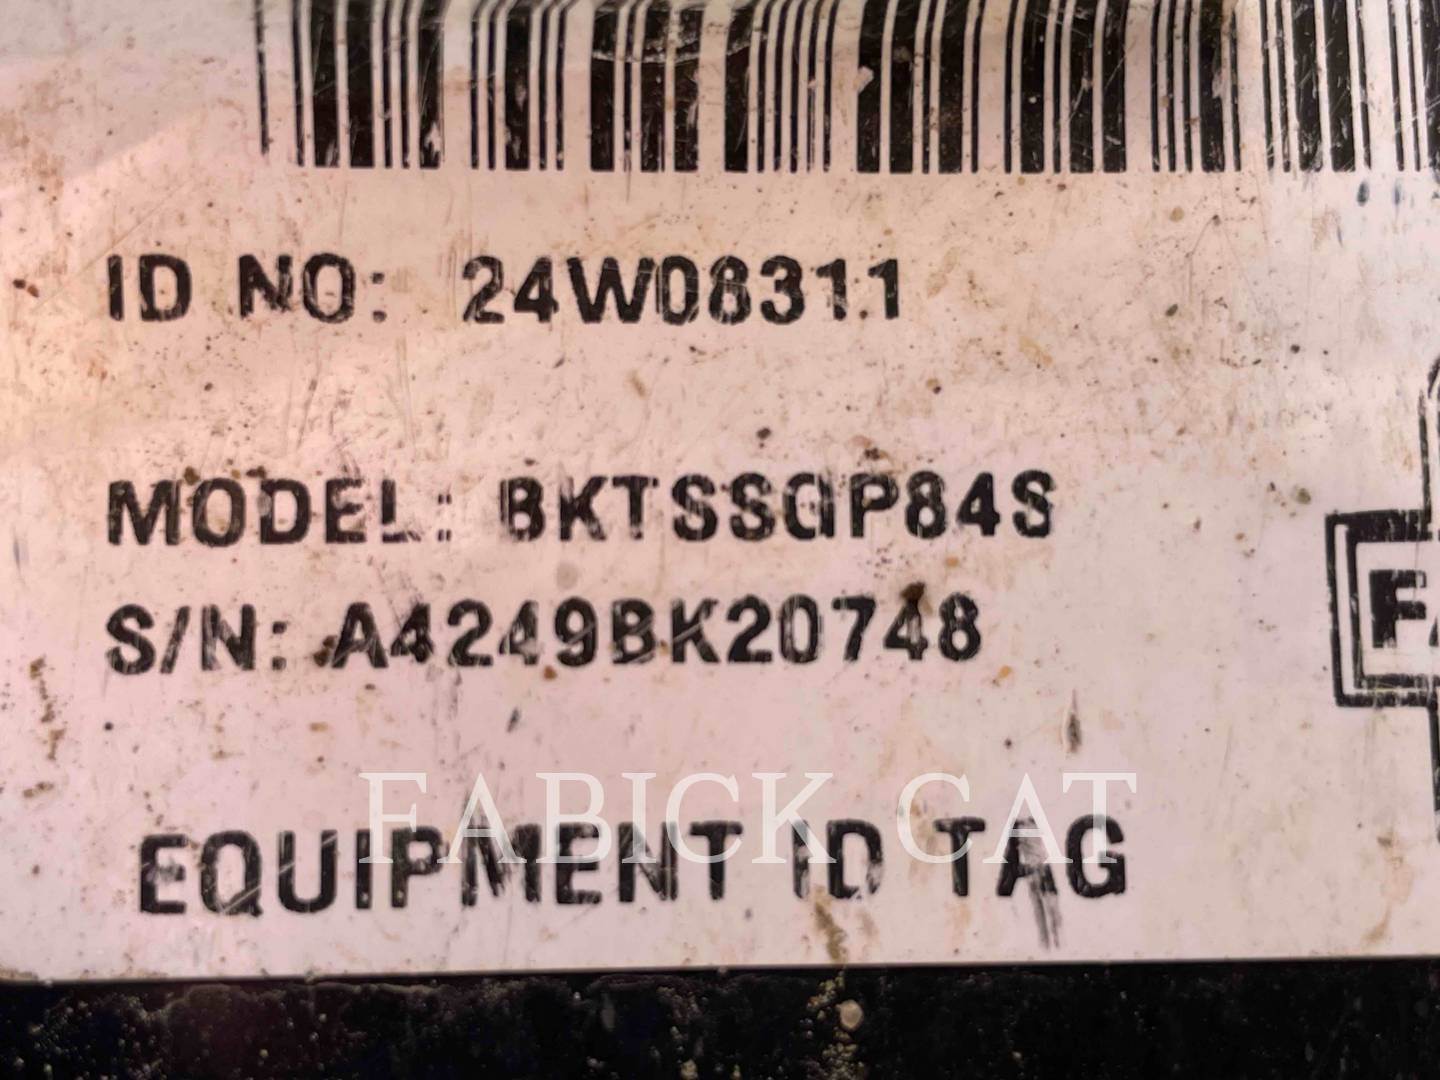 ID NO: 24W08311
MODEL: BKTSSGP84S
S/N: A4249BK20748
FABICK CAT
EQUIPMENT ID TAG